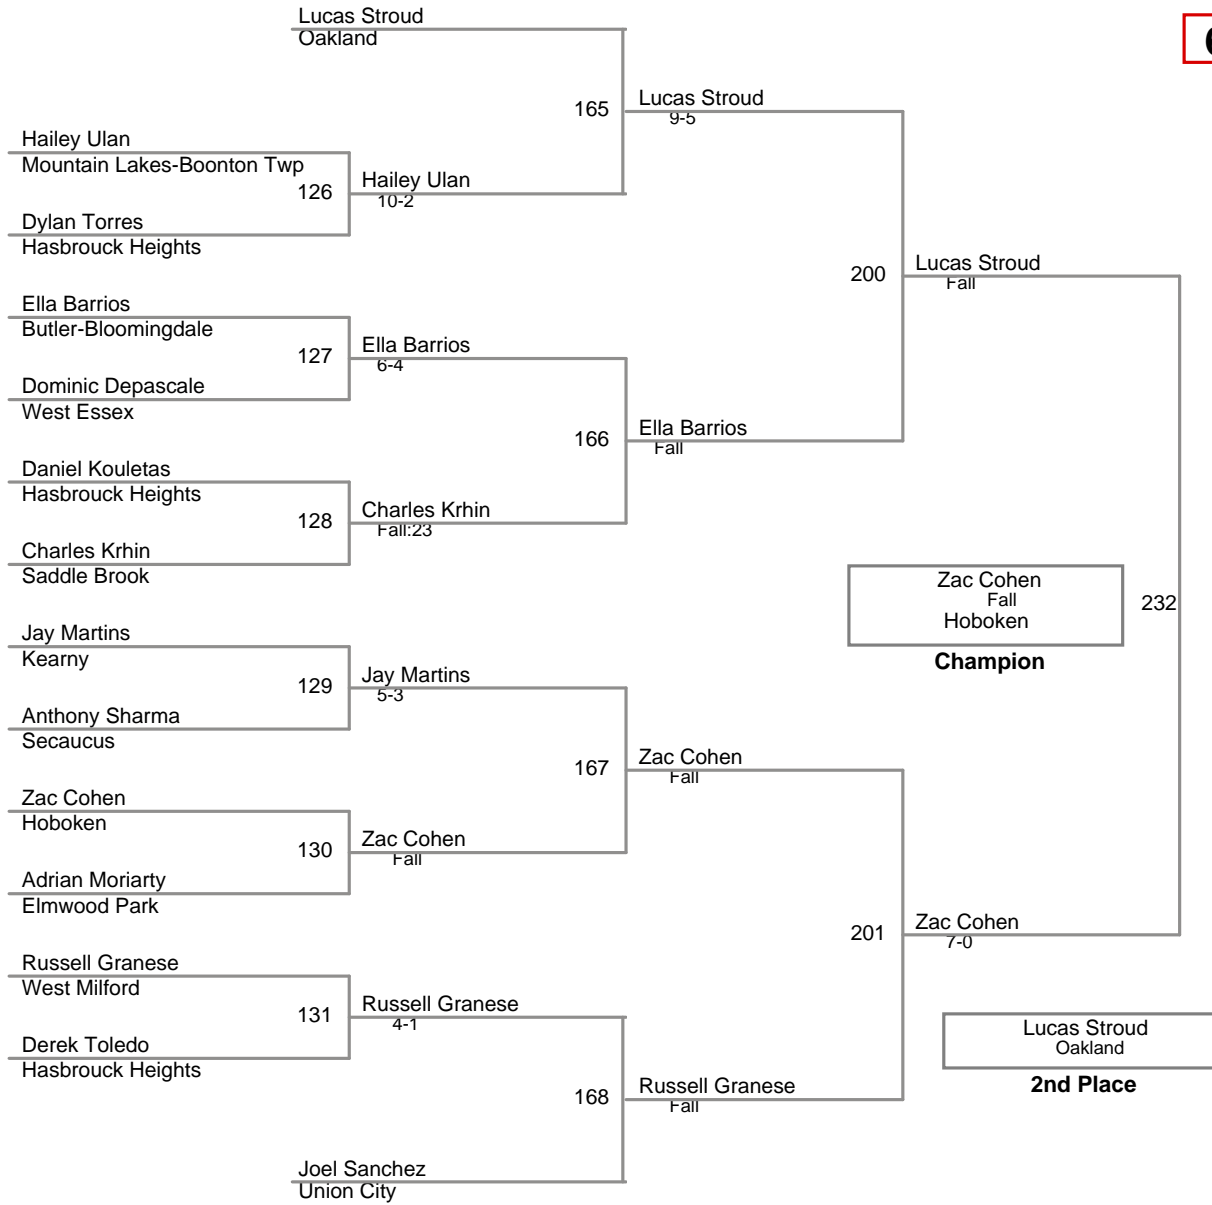 Lucas Stroud
Oakland
165
Lucas Stroud
9-5
Hailey Ulan
Mountain Lakes-Boonton Twp
126
Hailey Ulan
10-2
Dylan Torres
Hasbrouck Heights
200
Lucas Stroud
Fall
Ella Barrios
Butler-Bloomingdale
127
Ella Barrios
6-4
Dominic Depascale
West Essex
166
Ella Barrios
Fall
Daniel Kouletas
Hasbrouck Heights
128
Charles Krhin
Fall:23
Charles Krhin
Saddle Brook
Zac Cohen
Fall
Hoboken
232
Champion
Jay Martins
Kearny
129
Jay Martins
5-3
Anthony Sharma
Secaucus
167
Zac Cohen
Fall
Zac Cohen
Hoboken
130
Zac Cohen
Fall
Adrian Moriarty
Elmwood Park
201
Zac Cohen
7-0
Russell Granese
West Milford
131
Russell Granese
4-1
Derek Toledo
Hasbrouck Heights
Lucas Stroud
Oakland
2nd Place
168
Russell Granese
Fall
Joel Sanchez
Union City